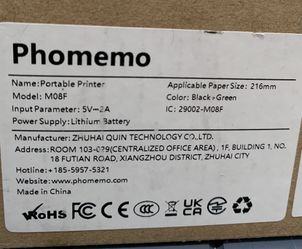 Phomemo
Name:Portable Printer
Model: M08F
Input Parameter: 5V⎓2A
Power Supply: Lithium Battery
Applicable Paper Size: 216mm
Color: Black+Green
IC: 29002-M08F
Manufacturer: ZHUHAI QUIN TECHNOLOGY CO.,LTD.
Address:ROOM 103-079(CENTRALIZED OFFICE AREA) , 1F, BUILDING 1, NO.
18 FUTIAN ROAD, XIANGZHOU DISTRICT, ZHUHAI CITY
Hotline: +185-5957-5321
Website:www.phomemo.com
Made in China
RoHS FC CE CCC UK CA